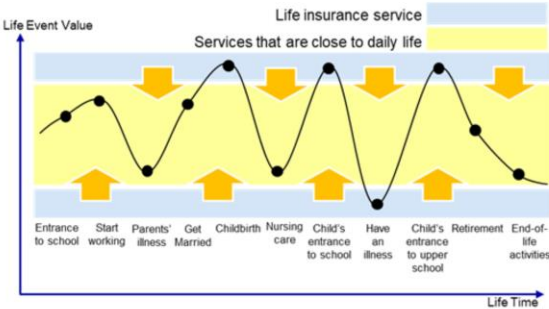 Life insurance service
Life Event Value
Services that are close to daily life
Entrance
to school
Start
working
Parents'
illness
Get
Married
Childbirth
Nursing
care
Child's
entrance
to school
Have
an
illness
Child's
entrance
to upper
school
Retirement
End-of-
life
activities
Life Time